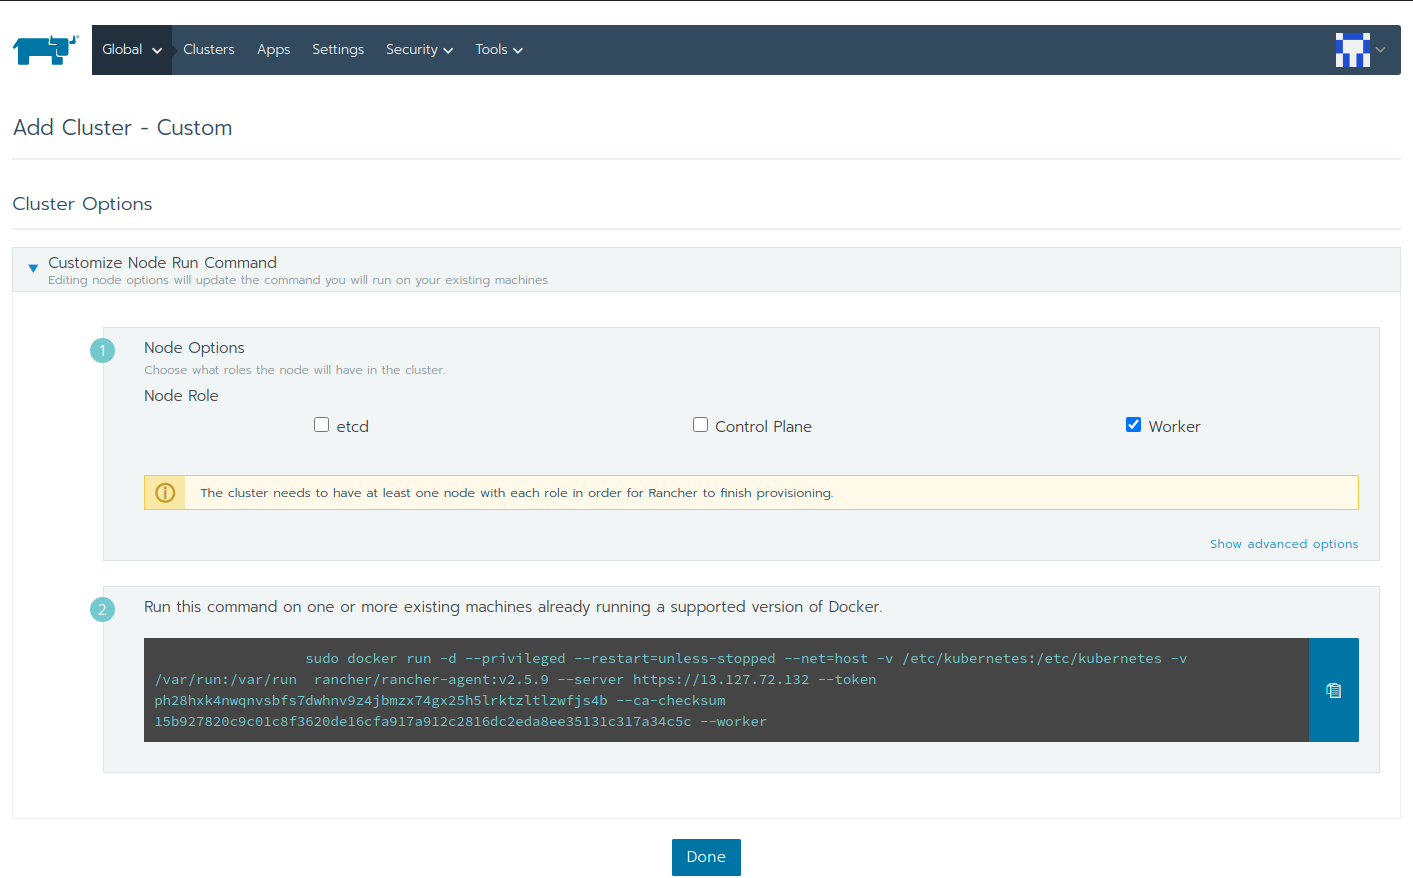 Global Clusters Apps Settings Security Tools
Add Cluster - Custom
Cluster Options
Customize Node Run Command
Editing node options will update the command you will run on your existing machines
1
Node Options
Choose what roles the node will have in the cluster.
Node Role
etcd Control Plane Worker
The cluster needs to have at least one node with each role in order for Rancher to finish provisioning.
Show advanced options
2
Run this command on one or more existing machines already running a supported version of Docker.
sudo docker run -d --privileged --restart=unless-stopped --net=host -v /etc/kubernetes:/etc/kubernetes -v
/var/run:/var/run rancher/rancher-agent:v2.5.9 --server https://13.127.72.132 --token
ph28hxk4nwqnvsbfs7dwhnv9z4jbmzx74gx25h5lrktzltlzwfjs4b --ca-checksum
15b927820c9c01c8f3620de16cfa917a912c2816dc2eda8ee35131c317a34c5c --worker
Done